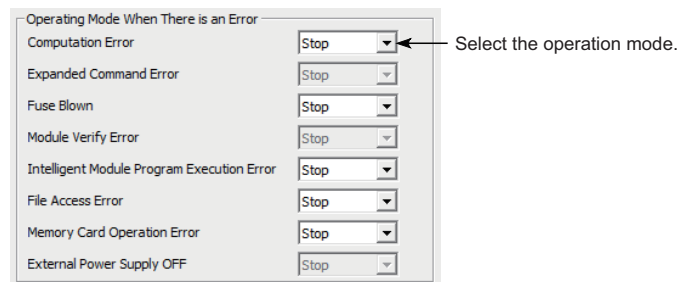 Operating Mode When There is an Error
Computation Error Stop Select the operation mode.
Expanded Command Error Stop
Fuse Blown Stop
Module Verify Error Stop
Intelligent Module Program Execution Error Stop
File Access Error Stop
Memory Card Operation Error Stop
External Power Supply OFF Stop